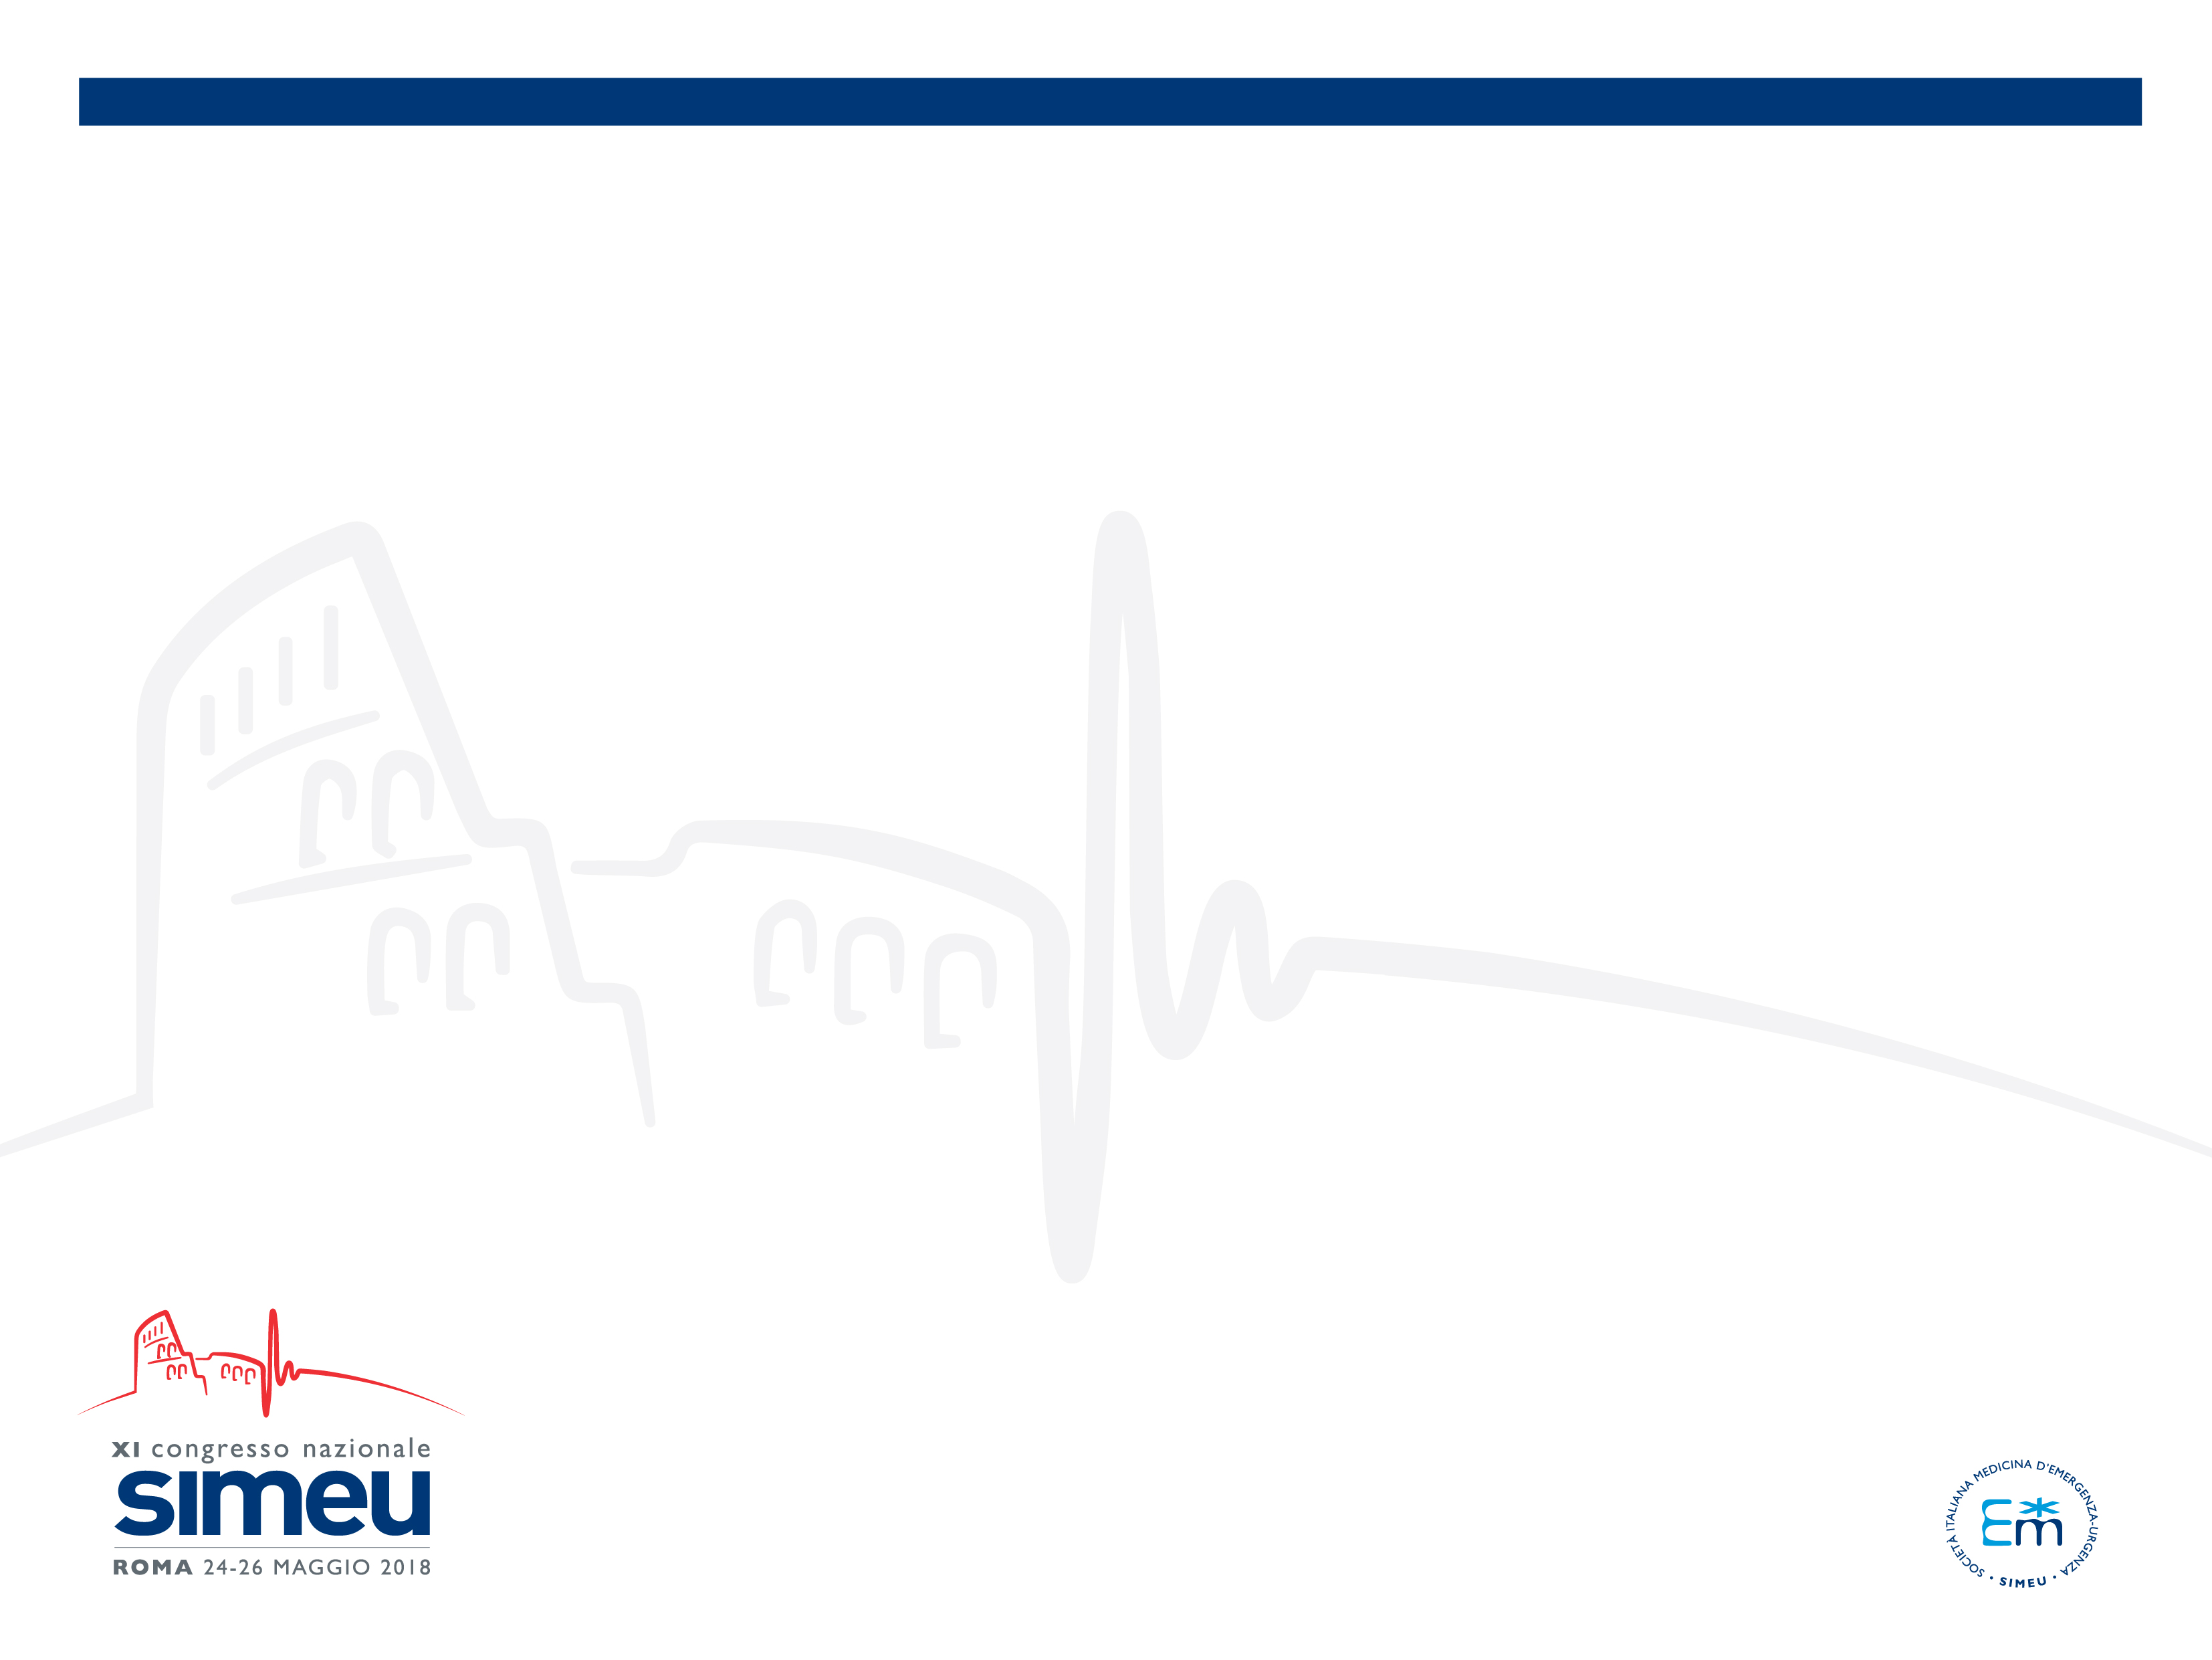 XI congresso nazionale
simeu
ROMA 24-26 MAGGIO 2018
SOCIETÀ ITALIANA MEDICINA D'EMERGENZA-URGENZA
• SIMEU •
Em